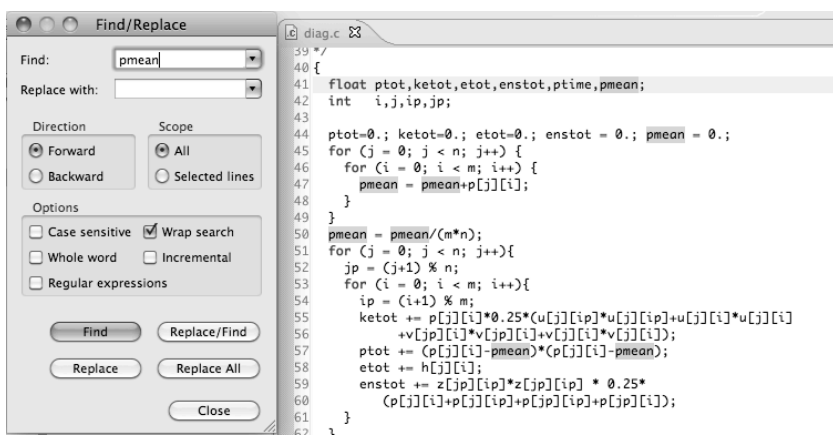 Find/Replace
Find: pmean
Replace with:
Direction
Forward
Backward
Scope
All
Selected lines
Options
Case sensitive Wrap search
Whole word Incremental
Regular expressions
Find Replace/Find
Replace Replace All
Close
diag.c
39 */
40 {
41 float ptot,ketot,etot,enstot,ptime,pmean;
42 int i,j,ip,jp;
43
44 ptot=0.; ketot=0.; etot=0.; enstot = 0.; pmean = 0.;
45 for (j = 0; j < n; j++) {
46 for (i = 0; i < m; i++) {
47 pmean = pmean+p[j][i];
48 }
49 }
50 pmean = pmean/(m*n);
51 for (j = 0; j < n; j++){
52 jp = (j+1) % n;
53 for (i = 0; i < m; i++){
54 ip = (i+1) % m;
55 ketot += p[j][i]*0.25*(u[j][ip]*u[j][ip]+u[j][i]*u[j][i]
56 +v[jp][i]*v[jp][i]+v[j][i]*v[j][i]);
57 ptot += (p[j][i]-pmean)*(p[j][i]-pmean);
58 etot += h[j][i];
59 enstot += z[jp][ip]*z[jp][ip] * 0.25*
60 (p[j][i]+p[j][ip]+p[jp][ip]+p[jp][ip]);
61 }
62 }